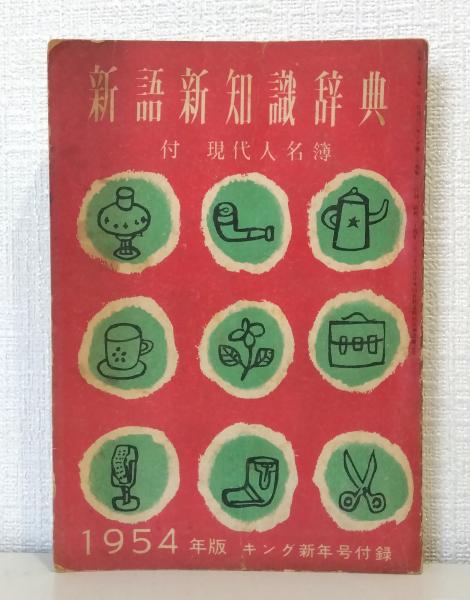 新語新知識辞典
付 現代人名簿
1954年版 キング新年号付録